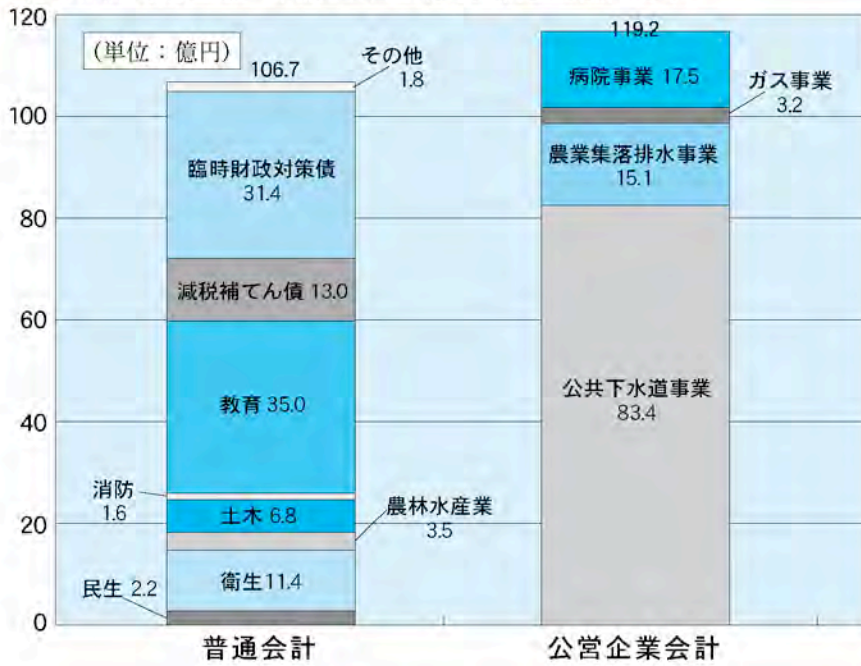 120
100
80
60
40
20
0
(単位：億円)
106.7
その他
1.8
臨時財政対策債
31.4
減税補てん債 13.0
教育 35.0
消防
1.6
土木 6.8
農林水産業
3.5
衛生 11.4
民生 2.2
普通会計
119.2
病院事業 17.5
ガス事業
3.2
農業集落排水事業
15.1
公共下水道事業
83.4
公営企業会計